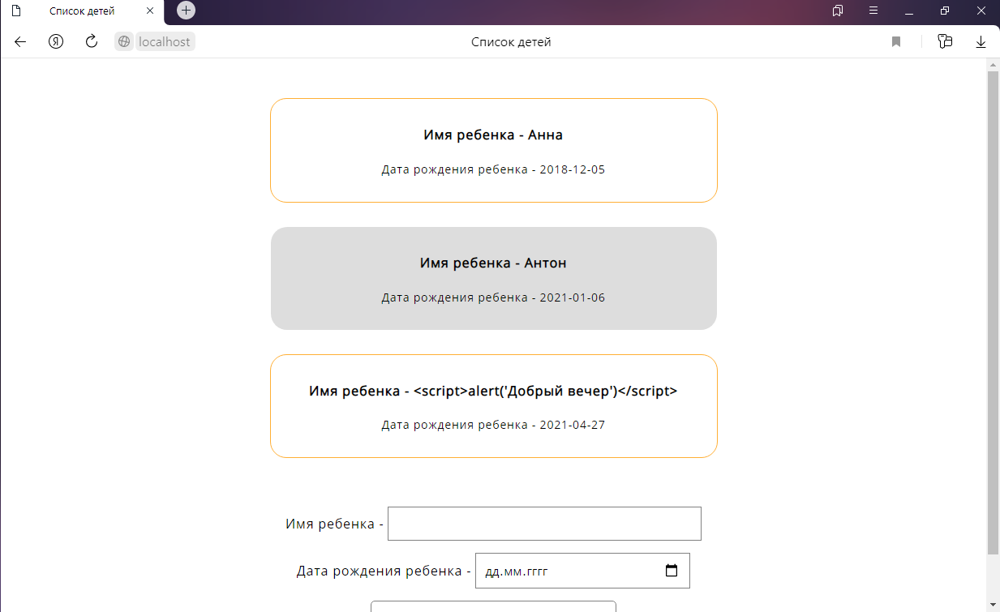 Список детей
localhost
Список детей
Имя ребенка - Анна
Дата рождения ребенка - 2018-12-05
Имя ребенка - Антон
Дата рождения ребенка - 2021-01-06
Имя ребенка - <script>alert('Добрый вечер')</script>
Дата рождения ребенка - 2021-04-27
Имя ребенка -
Дата рождения ребенка - дд.мм.гггг